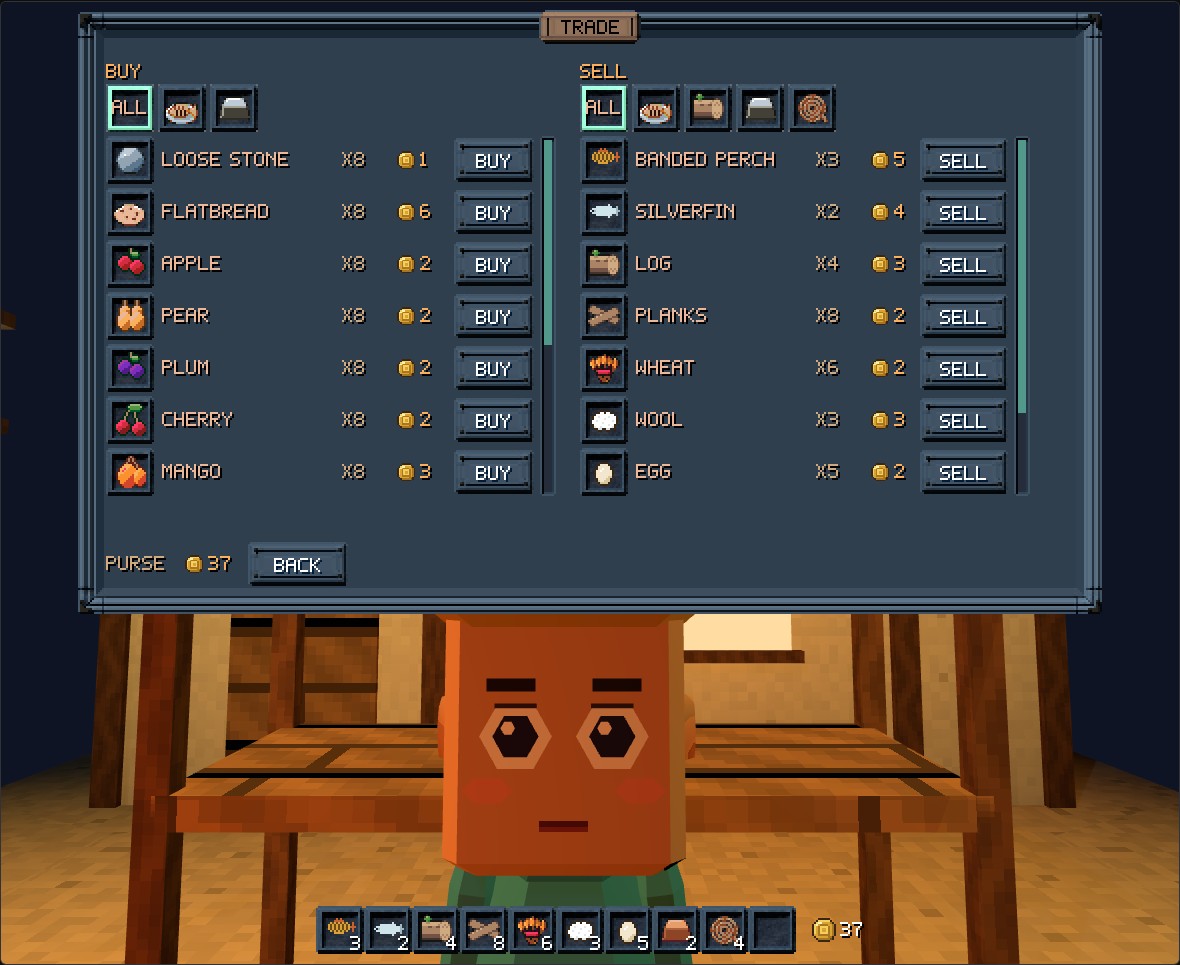 TRADE
BUY
ALL
LOOSE STONE X8 1 BUY
FLATBREAD X8 6 BUY
APPLE X8 2 BUY
PEAR X8 2 BUY
PLUM X8 2 BUY
CHERRY X8 2 BUY
MANGO X8 3 BUY
SELL
ALL
BANDED PERCH X3 5 SELL
SILVERFIN X2 4 SELL
LOG X4 3 SELL
PLANKS X8 2 SELL
WHEAT X6 2 SELL
WOOL X3 3 SELL
EGG X5 2 SELL
PURSE 37 BACK
3 2 4 8 6 3 5 2 4 37